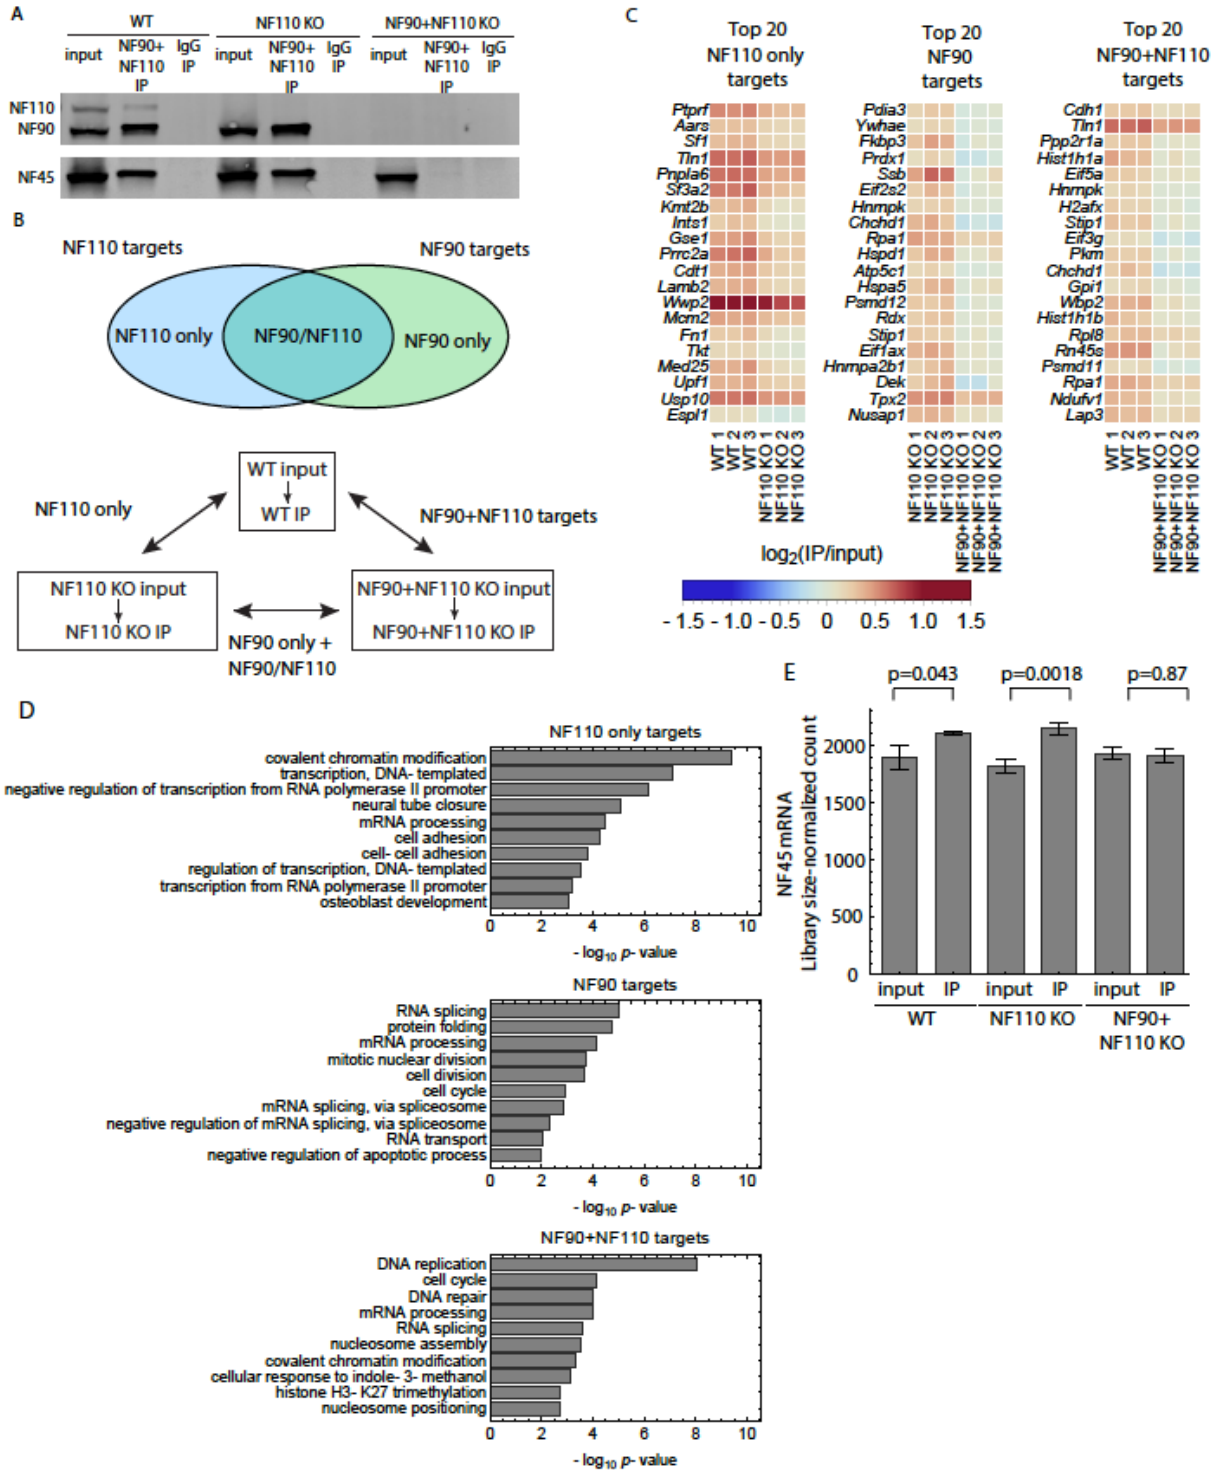 A
WT
NF110 KO
NF90+NF110 KO
input
NF90+
NF110
IP
IgG
IP
input
NF90+
NF110
IP
IgG
IP
input
NF90+
NF110
IP
IgG
IP
NF110
NF90
NF45
B
NF110 targets
NF90 targets
NF110 only
NF90/NF110
NF90 only
WT input
WT IP
NF110 only
NF90+NF110 targets
NF110 KO input
NF110 KO IP
NF90+NF110 KO input
NF90+NF110 KO IP
NF90 only +
NF90/NF110
C
Top 20
NF110 only
targets
Ptprf
Aars
Sf1
Tln1
Pnpla6
Sf3a2
Kmt2b
Ints1
Gse1
Prrc2a
Cdt1
Lamb2
Wwp2
Mcm2
Fn1
Tkt
Med25
Upf1
Usp10
Espl1
WT 1
WT 2
WT 3
NF110 KO 1
NF110 KO 2
NF110 KO 3
Top 20
NF90
targets
Pdia3
Ywhae
Fkbp3
Prdx1
Ssb
Eif2s2
Hnrnpk
Chchd1
Rpa1
Hspd1
Atp5c1
Hspa5
Psmd12
Rdx
Stip1
Eif1ax
Hnrnpa2b1
Dek
Tpx2
Nusap1
NF110 KO 1
NF110 KO 2
NF110 KO 3
NF90+NF110 KO 1
NF90+NF110 KO 2
NF90+NF110 KO 3
Top 20
NF90+NF110
targets
Cdh1
Tln1
Ppp2r1a
Hist1h1a
Eif5a
Hnrnpk
H2afx
Stip1
Eif3g
Pkm
Chchd1
Gpi1
Wbp2
Hist1h1b
Rpl8
Rn45s
Psmd11
Rpa1
Ndufv1
Lap3
WT 1
WT 2
WT 3
NF90+NF110 KO 1
NF90+NF110 KO 2
NF90+NF110 KO 3
log2(IP/input)
- 1.5 - 1.0 - 0.5 0 0.5 1.0 1.5
D
NF110 only targets
covalent chromatin modification
transcription, DNA- templated
negative regulation of transcription from RNA polymerase II promoter
neural tube closure
mRNA processing
cell adhesion
cell- cell adhesion
regulation of transcription, DNA- templated
transcription from RNA polymerase II promoter
osteoblast development
0 2 4 6 8 10
- log10 p- value
NF90 targets
RNA splicing
protein folding
mRNA processing
mitotic nuclear division
cell division
cell cycle
mRNA splicing, via spliceosome
negative regulation of mRNA splicing, via spliceosome
RNA transport
negative regulation of apoptotic process
0 2 4 6 8 10
- log10 p- value
NF90+NF110 targets
DNA replication
cell cycle
DNA repair
mRNA processing
RNA splicing
nucleosome assembly
covalent chromatin modification
cellular response to indole- 3- methanol
histone H3- K27 trimethylation
nucleosome positioning
0 2 4 6 8 10
- log10 p- value
E
p=0.043
p=0.0018
p=0.87
NF45 mRNA
Library size-normalized count
2000
1500
1000
500
0
input IP input IP input IP
WT
NF110 KO
NF90+
NF110 KO